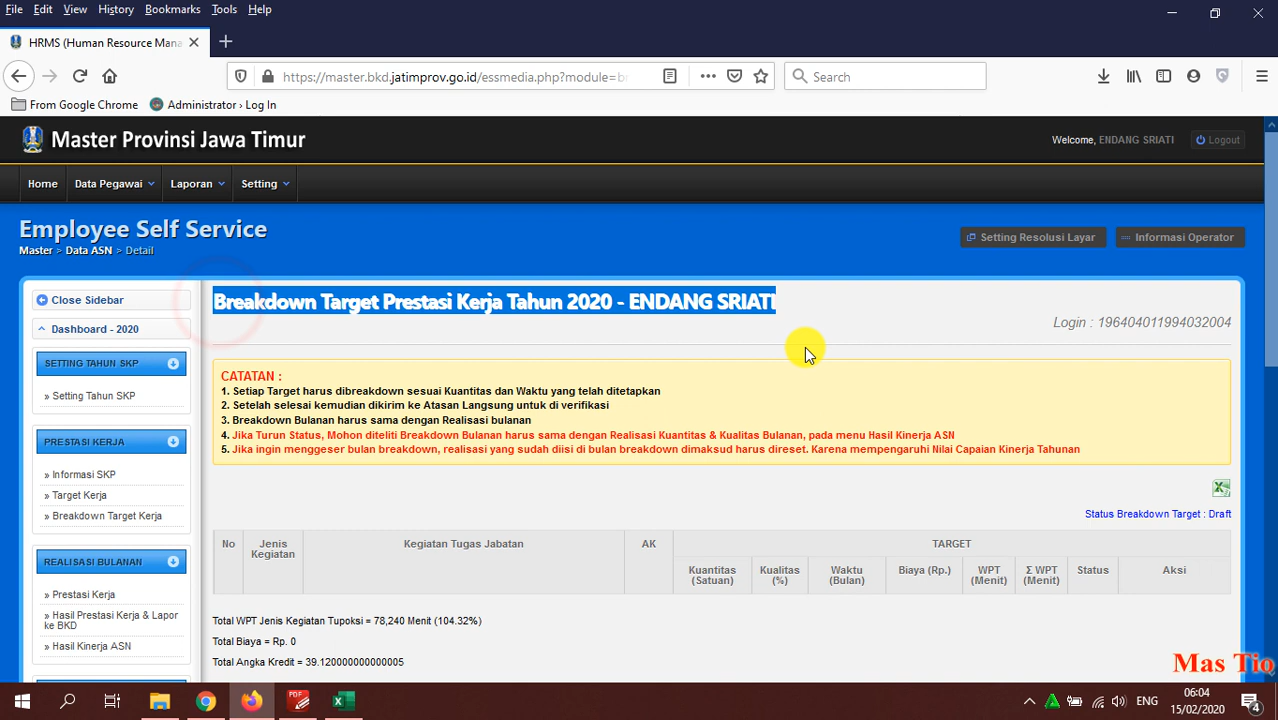 File Edit View History Bookmarks Tools Help
HRMS (Human Resource Mana
https://master.bkd.jatimprov.go.id/essmedia.php?module=b
Search
From Google Chrome Administrator › Log In
Master Provinsi Jawa Timur
Welcome, ENDANG SRIATI Logout
Home Data Pegawai Laporan Setting
Employee Self Service
Master > Data ASN > Detail
Setting Resolusi Layar Informasi Operator
Close Sidebar
Dashboard - 2020
SETTING TAHUN SKP
» Setting Tahun SKP
PRESTASI KERJA
» Informasi SKP
» Target Kerja
» Breakdown Target Kerja
REALISASI BULANAN
» Prestasi Kerja
» Hasil Prestasi Kerja & Lapor
ke BKD
» Hasil Kinerja ASN
Breakdown Target Prestasi Kerja Tahun 2020 - ENDANG SRIATI
Login : 196404011994032004
CATATAN :
1. Setiap Target harus dibreakdown sesuai Kuantitas dan Waktu yang telah ditetapkan
2. Setelah selesai kemudian dikirim ke Atasan Langsung untuk di verifikasi
3. Breakdown Bulanan harus sama dengan Realisasi bulanan
4. Jika Turun Status, Mohon diteliti Breakdown Bulanan harus sama dengan Realisasi Kuantitas & Kualitas Bulanan, pada menu Hasil Kinerja ASN
5. Jika ingin menggeser bulan breakdown, realisasi yang sudah diisi di bulan breakdown dimaksud harus direset. Karena mempengaruhi Nilai Capaian Kinerja Tahunan
Status Breakdown Target : Draft
No Jenis Kegiatan Kegiatan Tugas Jabatan AK TARGET
Kuantitas (Satuan) Kualitas (%) Waktu (Bulan) Biaya (Rp.) WPT (Menit) Σ WPT (Menit) Status Aksi
Total WPT Jenis Kegiatan Tupoksi = 78,240 Menit (104.32%)
Total Biaya = Rp. 0
Total Angka Kredit = 39.120000000000005
Mas Tio
PDF
ENG
06:04
15/02/2020
4